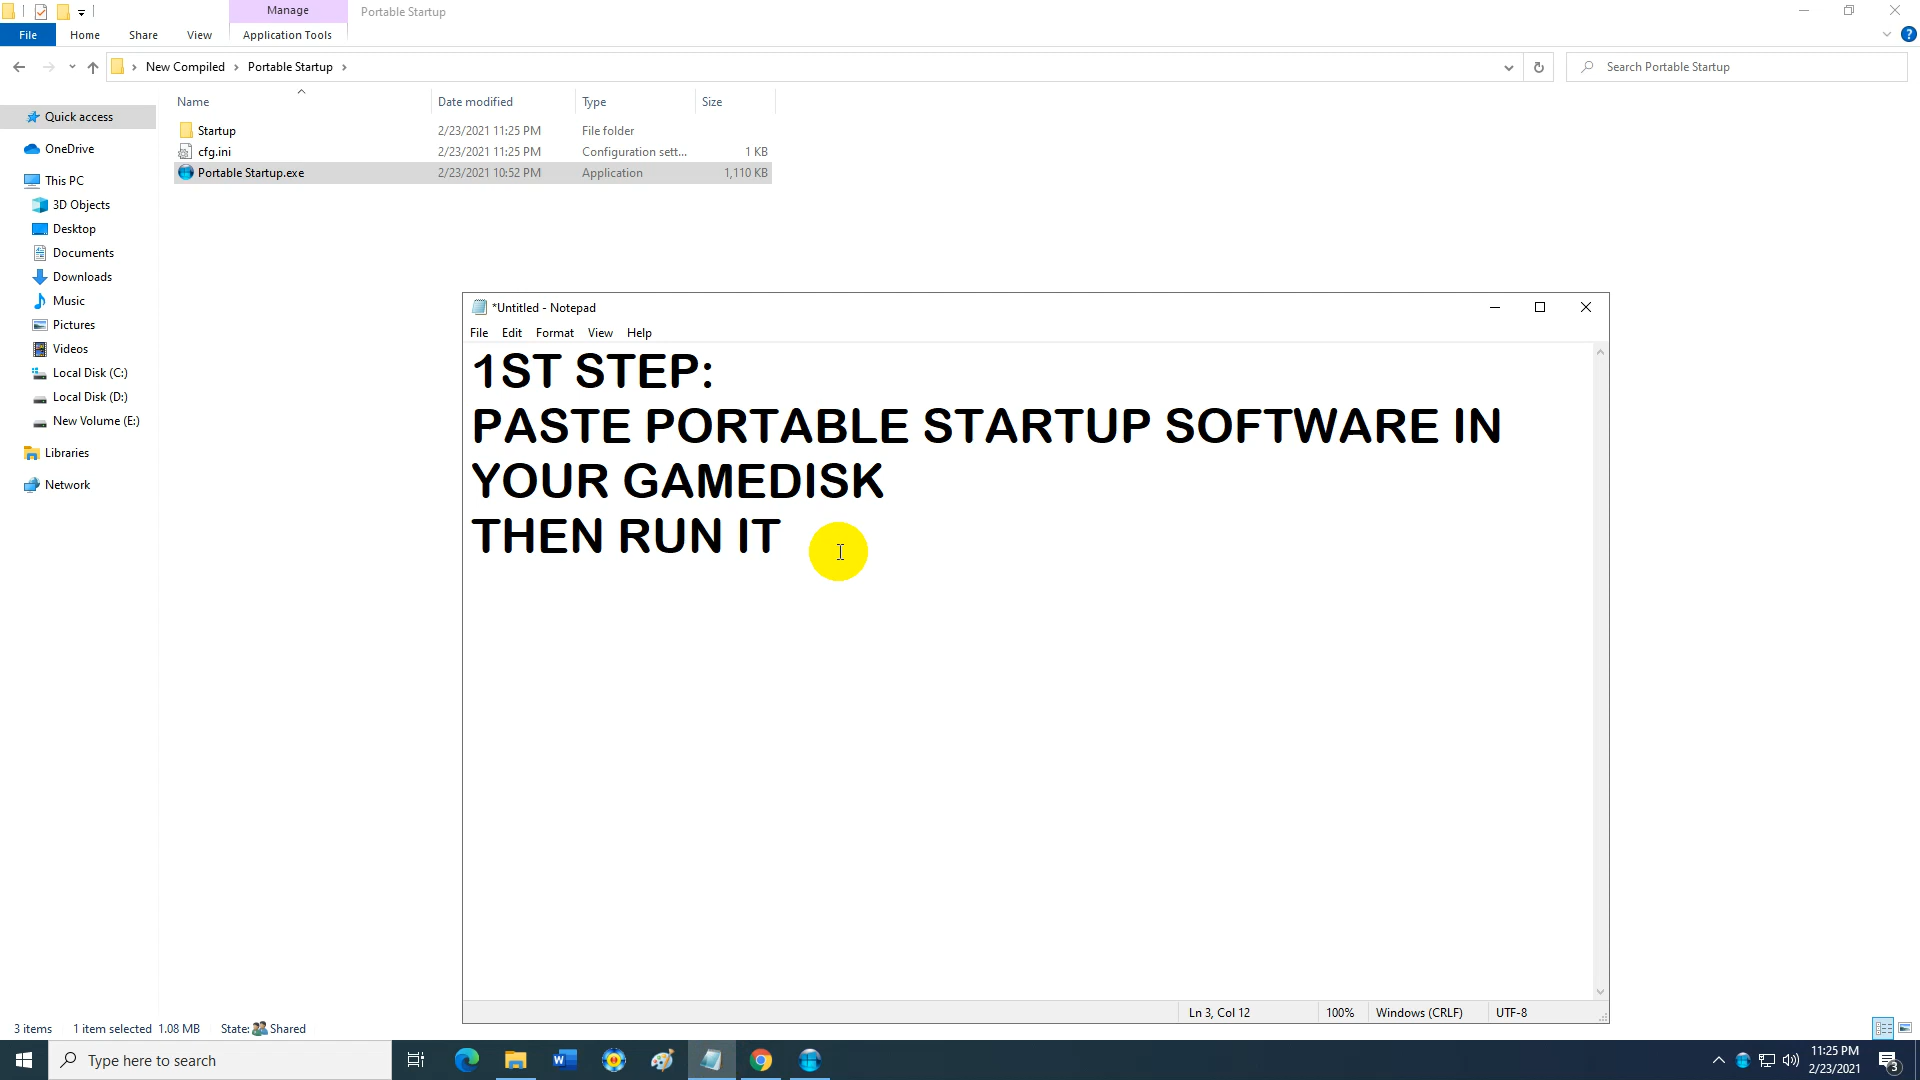 Manage
Portable Startup
File
Home
Share
View
Application Tools
New Compiled
Portable Startup
Search Portable Startup
Name
Date modified
Type
Size
Startup
2/23/2021 11:25 PM
File folder
cfg.ini
2/23/2021 11:25 PM
Configuration sett...
1 KB
Portable Startup.exe
2/23/2021 10:52 PM
Application
1,110 KB
Quick access
OneDrive
This PC
3D Objects
Desktop
Documents
Downloads
Music
Pictures
Videos
Local Disk (C:)
Local Disk (D:)
New Volume (E:)
Libraries
Network
*Untitled - Notepad
File
Edit
Format
View
Help
1ST STEP:
PASTE PORTABLE STARTUP SOFTWARE IN
YOUR GAMEDISK
THEN RUN IT
Ln 3, Col 12
100%
Windows (CRLF)
UTF-8
3 items
1 item selected 1.08 MB
State: Shared
Type here to search
11:25 PM
2/23/2021
3